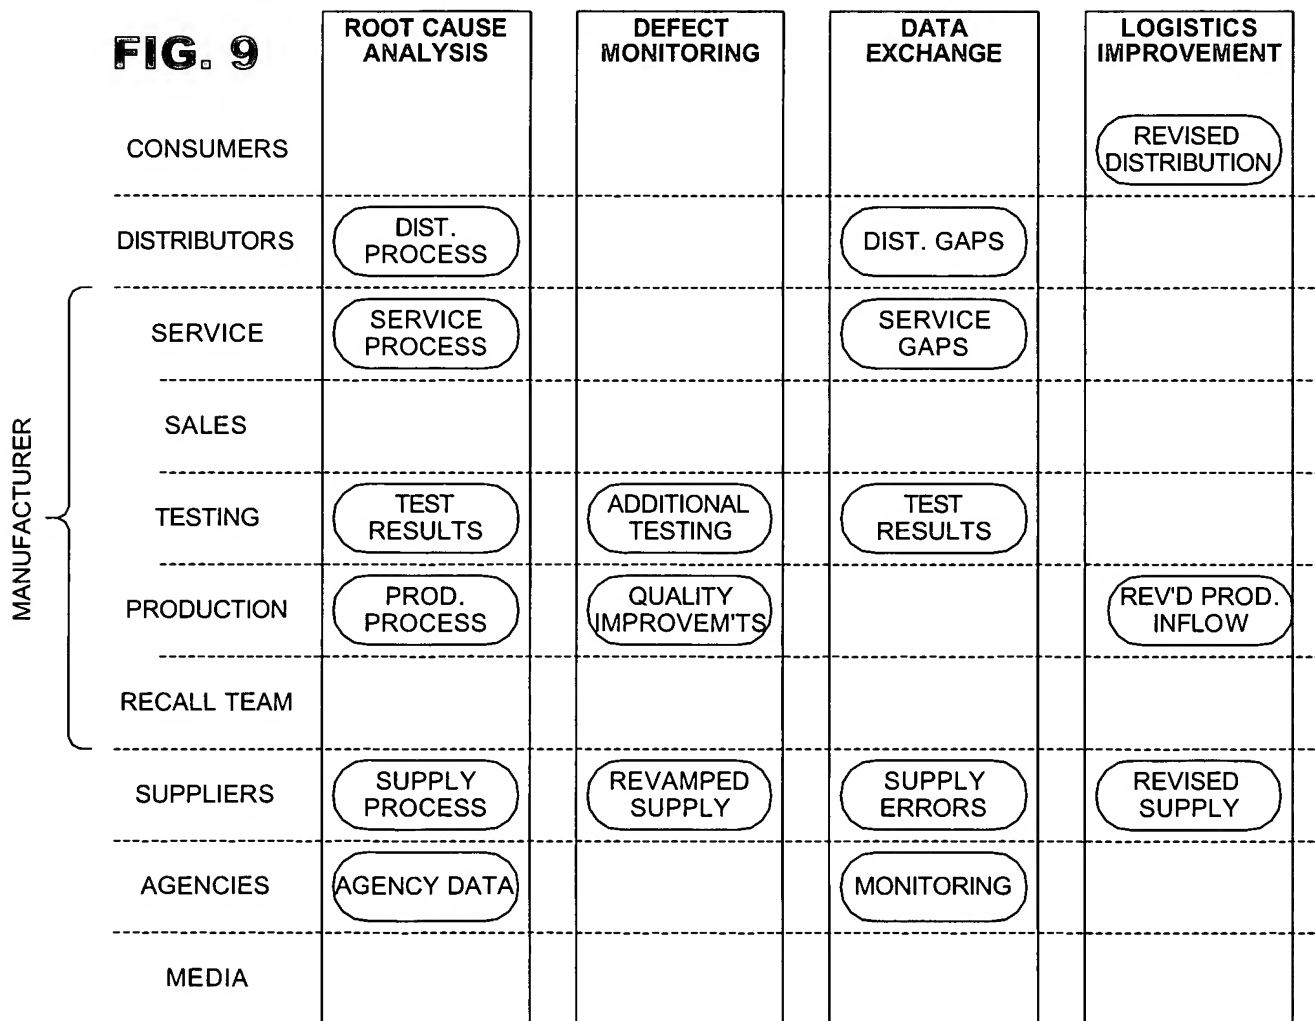 FIG. 9
ROOT CAUSE
ANALYSIS
DEFECT
MONITORING
DATA
EXCHANGE
LOGISTICS
IMPROVEMENT
CONSUMERS
REVISED
DISTRIBUTION
DISTRIBUTORS
DIST.
PROCESS
DIST. GAPS
MANUFACTURER
SERVICE
SERVICE
PROCESS
SERVICE
GAPS
SALES
TESTING
TEST
RESULTS
ADDITIONAL
TESTING
TEST
RESULTS
PRODUCTION
PROD.
PROCESS
QUALITY
IMPROVEM'TS
REV'D PROD.
INFLOW
RECALL TEAM
SUPPLIERS
SUPPLY
PROCESS
REVAMPED
SUPPLY
SUPPLY
ERRORS
REVISED
SUPPLY
AGENCIES
AGENCY DATA
MONITORING
MEDIA